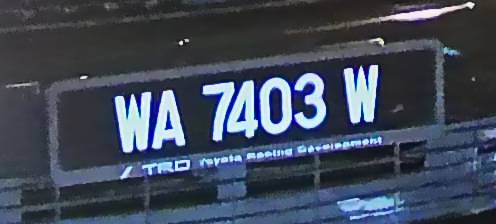 WA 7403 W
TRD Toyota Racing Development